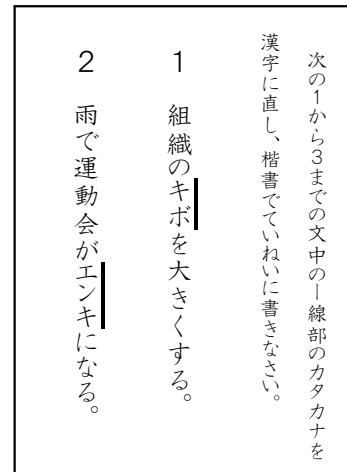 次の1から3までの文中の―線部のカタカナを
漢字に直し、楷書でていねいに書きなさい。
1 組織のキボを大きくする。
2 雨で運動会がエンキになる。